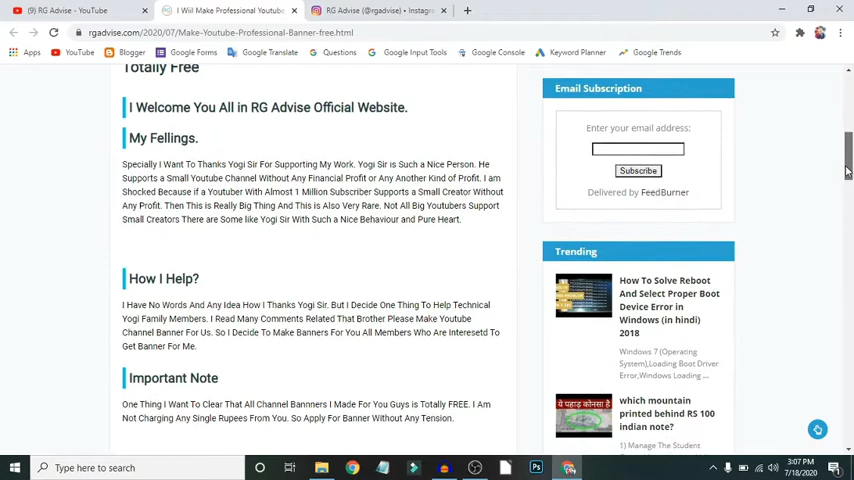 (9) RG Advise - YouTube
I Wiil Make Professional Youtube
RG Advise (@rgadvise) • Instagr
rgadvise.com/2020/07/Make-Youtube-Professional-Banner-free.html
Apps YouTube Blogger Google Forms Google Translate Questions Google Input Tools Google Console Keyword Planner Google Trends
Totally Free
I Welcome You All in RG Advise Official Website.
My Fellings.
Specially I Want To Thanks Yogi Sir For Supporting My Work. Yogi Sir is Such a Nice Person. He
Supports a Small Youtube Channel Without Any Financial Profit or Any Another Kind of Profit. I am
Shocked Because if a Youtuber With Almost 1 Million Subscriber Supports a Small Creator Without
Any Profit. Then This is Really Big Thing And This is Also Very Rare. Not All Big Youtubers Support
Small Creators There are Some like Yogi Sir With Such a Nice Behaviour and Pure Heart.
How I Help?
I Have No Words And Any Idea How I Thanks Yogi Sir. But I Decide One Thing To Help Technical
Yogi Family Members. I Read Many Comments Related That Brother Please Make Youtube
Channel Banner For Us. So I Decide To Make Banners For You All Members Who Are Interesetd To
Get Banner For Me.
Important Note
One Thing I Want To Clear That All Channel Bannners I Made For You Guys is Totally FREE. I Am
Not Charging Any Single Rupees From You. So Apply For Banner Without Any Tension.
Email Subscription
Enter your email address:
Subscribe
Delivered by FeedBurner
Trending
How To Solve Reboot
And Select Proper Boot
Device Error in
Windows (in hindi)
2018
Windows 7 (Operating
System),Loading Boot Driver
Error,Windows Loading ...
ये पहाड़ कोनसा है
which mountain
printed behind RS 100
indian note?
1) Manage The Student
Type here to search
3:07 PM
7/18/2020